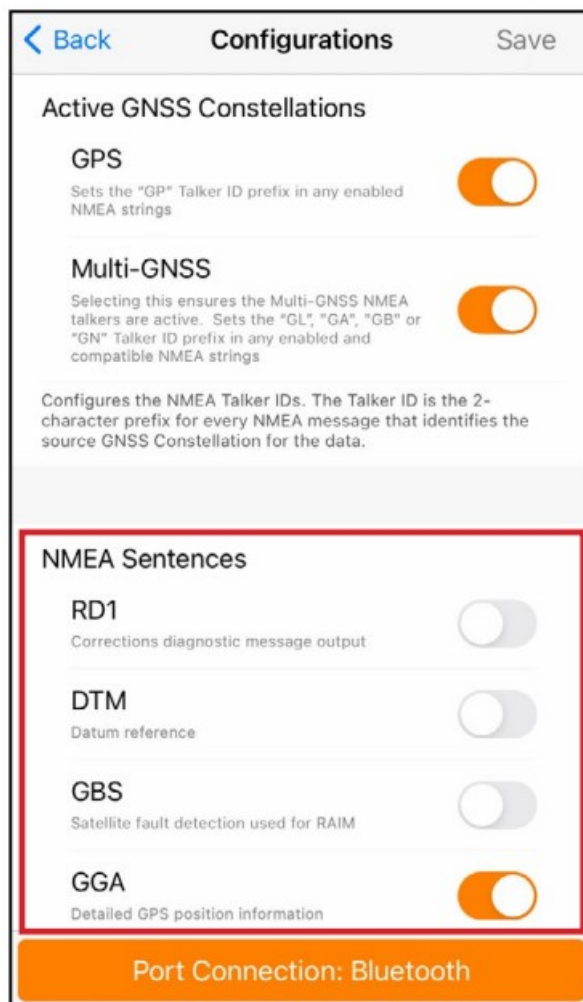 Back Configurations Save
Active GNSS Constellations
GPS
Sets the "GP" Talker ID prefix in any enabled
NMEA strings
Multi-GNSS
Selecting this ensures the Multi-GNSS NMEA
talkers are active. Sets the "GL", "GA", "GB" or
"GN" Talker ID prefix in any enabled and
compatible NMEA strings
Configures the NMEA Talker IDs. The Talker ID is the 2-
character prefix for every NMEA message that identifies the
source GNSS Constellation for the data.
NMEA Sentences
RD1
Corrections diagnostic message output
DTM
Datum reference
GBS
Satellite fault detection used for RAIM
GGA
Detailed GPS position information
Port Connection: Bluetooth